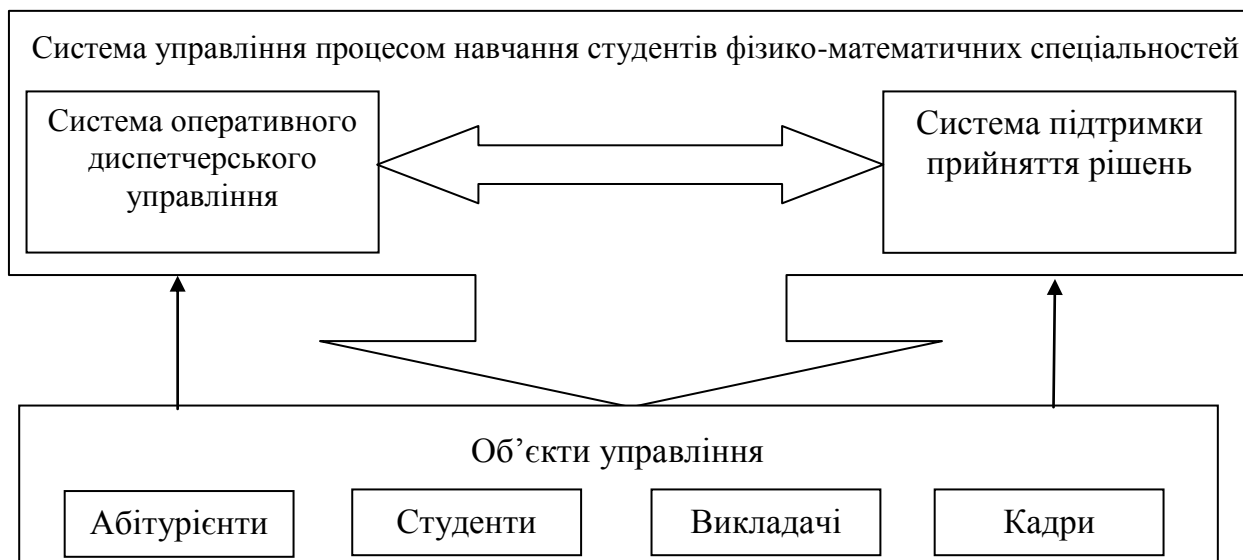 Система управління процесом навчання студентів фізико-математичних спеціальностей
Система оперативного
диспетчерського
управління
Система підтримки
прийняття рішень
Об’єкти управління
Абітурієнти
Студенти
Викладачі
Кадри